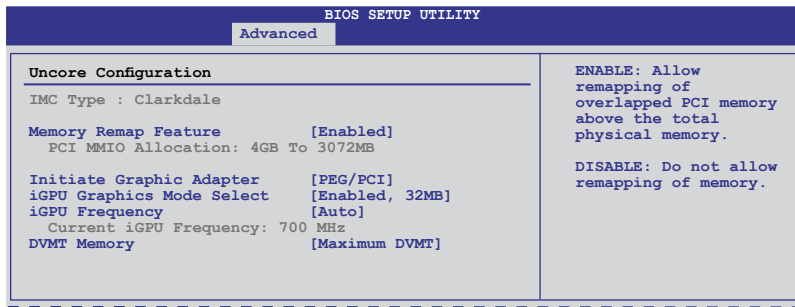 BIOS SETUP UTILITY
Advanced
Uncore Configuration
IMC Type : Clarkdale
Memory Remap Feature [Enabled]
PCI MMIO Allocation: 4GB To 3072MB
Initiate Graphic Adapter [PEG/PCI]
iGPU Graphics Mode Select [Enabled, 32MB]
iGPU Frequency [Auto]
Current iGPU Frequency: 700 MHz
DVMT Memory [Maximum DVMT]
ENABLE: Allow
remapping of
overlapped PCI memory
above the total
physical memory.
DISABLE: Do not allow
remapping of memory.